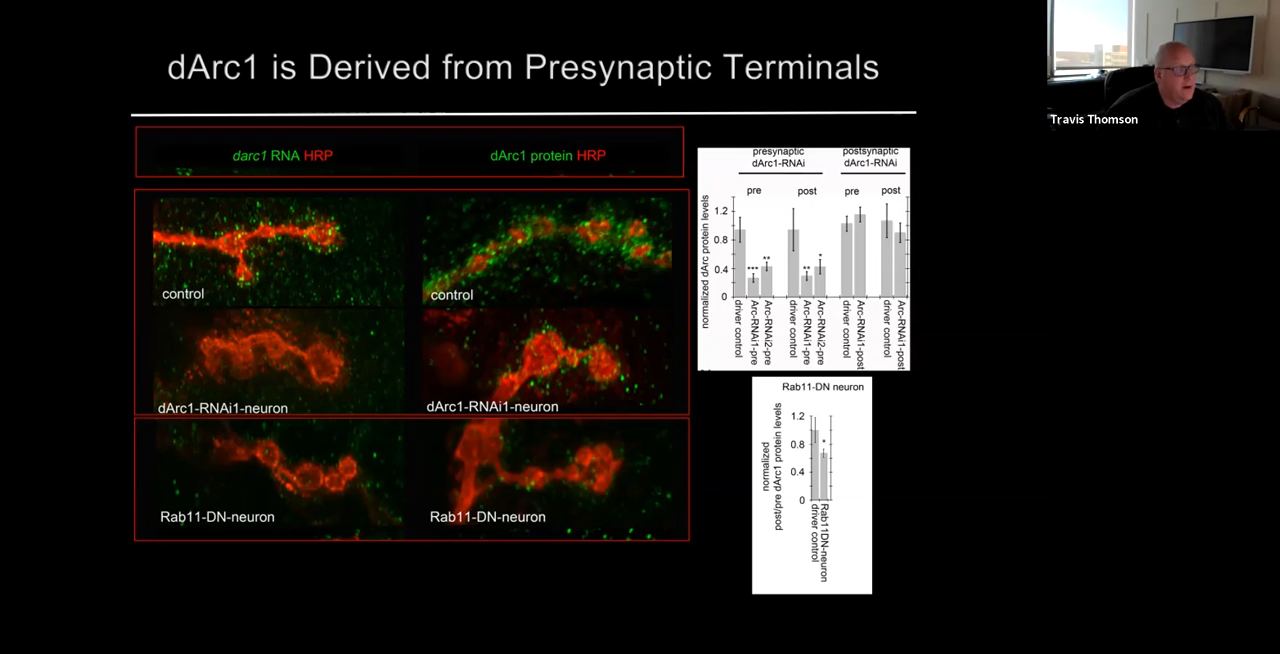 dArc1 is Derived from Presynaptic Terminals
Travis Thomson
darc1 RNA HRP
dArc1 protein HRP
control
control
dArc1-RNAi1-neuron
dArc1-RNAi1-neuron
Rab11-DN-neuron
Rab11-DN-neuron
presynaptic
dArc1-RNAi
postsynaptic
dArc1-RNAi
pre
post
pre
post
normalized dArc protein levels
1.2
0.8
0.4
0
***
**
**
*
driver control
Arc-RNAi1-pre
Arc-RNAi2-pre
driver control
Arc-RNAi1-pre
Arc-RNAi2-pre
driver control
Arc-RNAi1-post
driver control
Arc-RNAi1-post
Rab11-DN neuron
normalized
post/pre dArc1 protein levels
1.2
0.8
0.4
0
*
driver control
Rab11DN-neuron